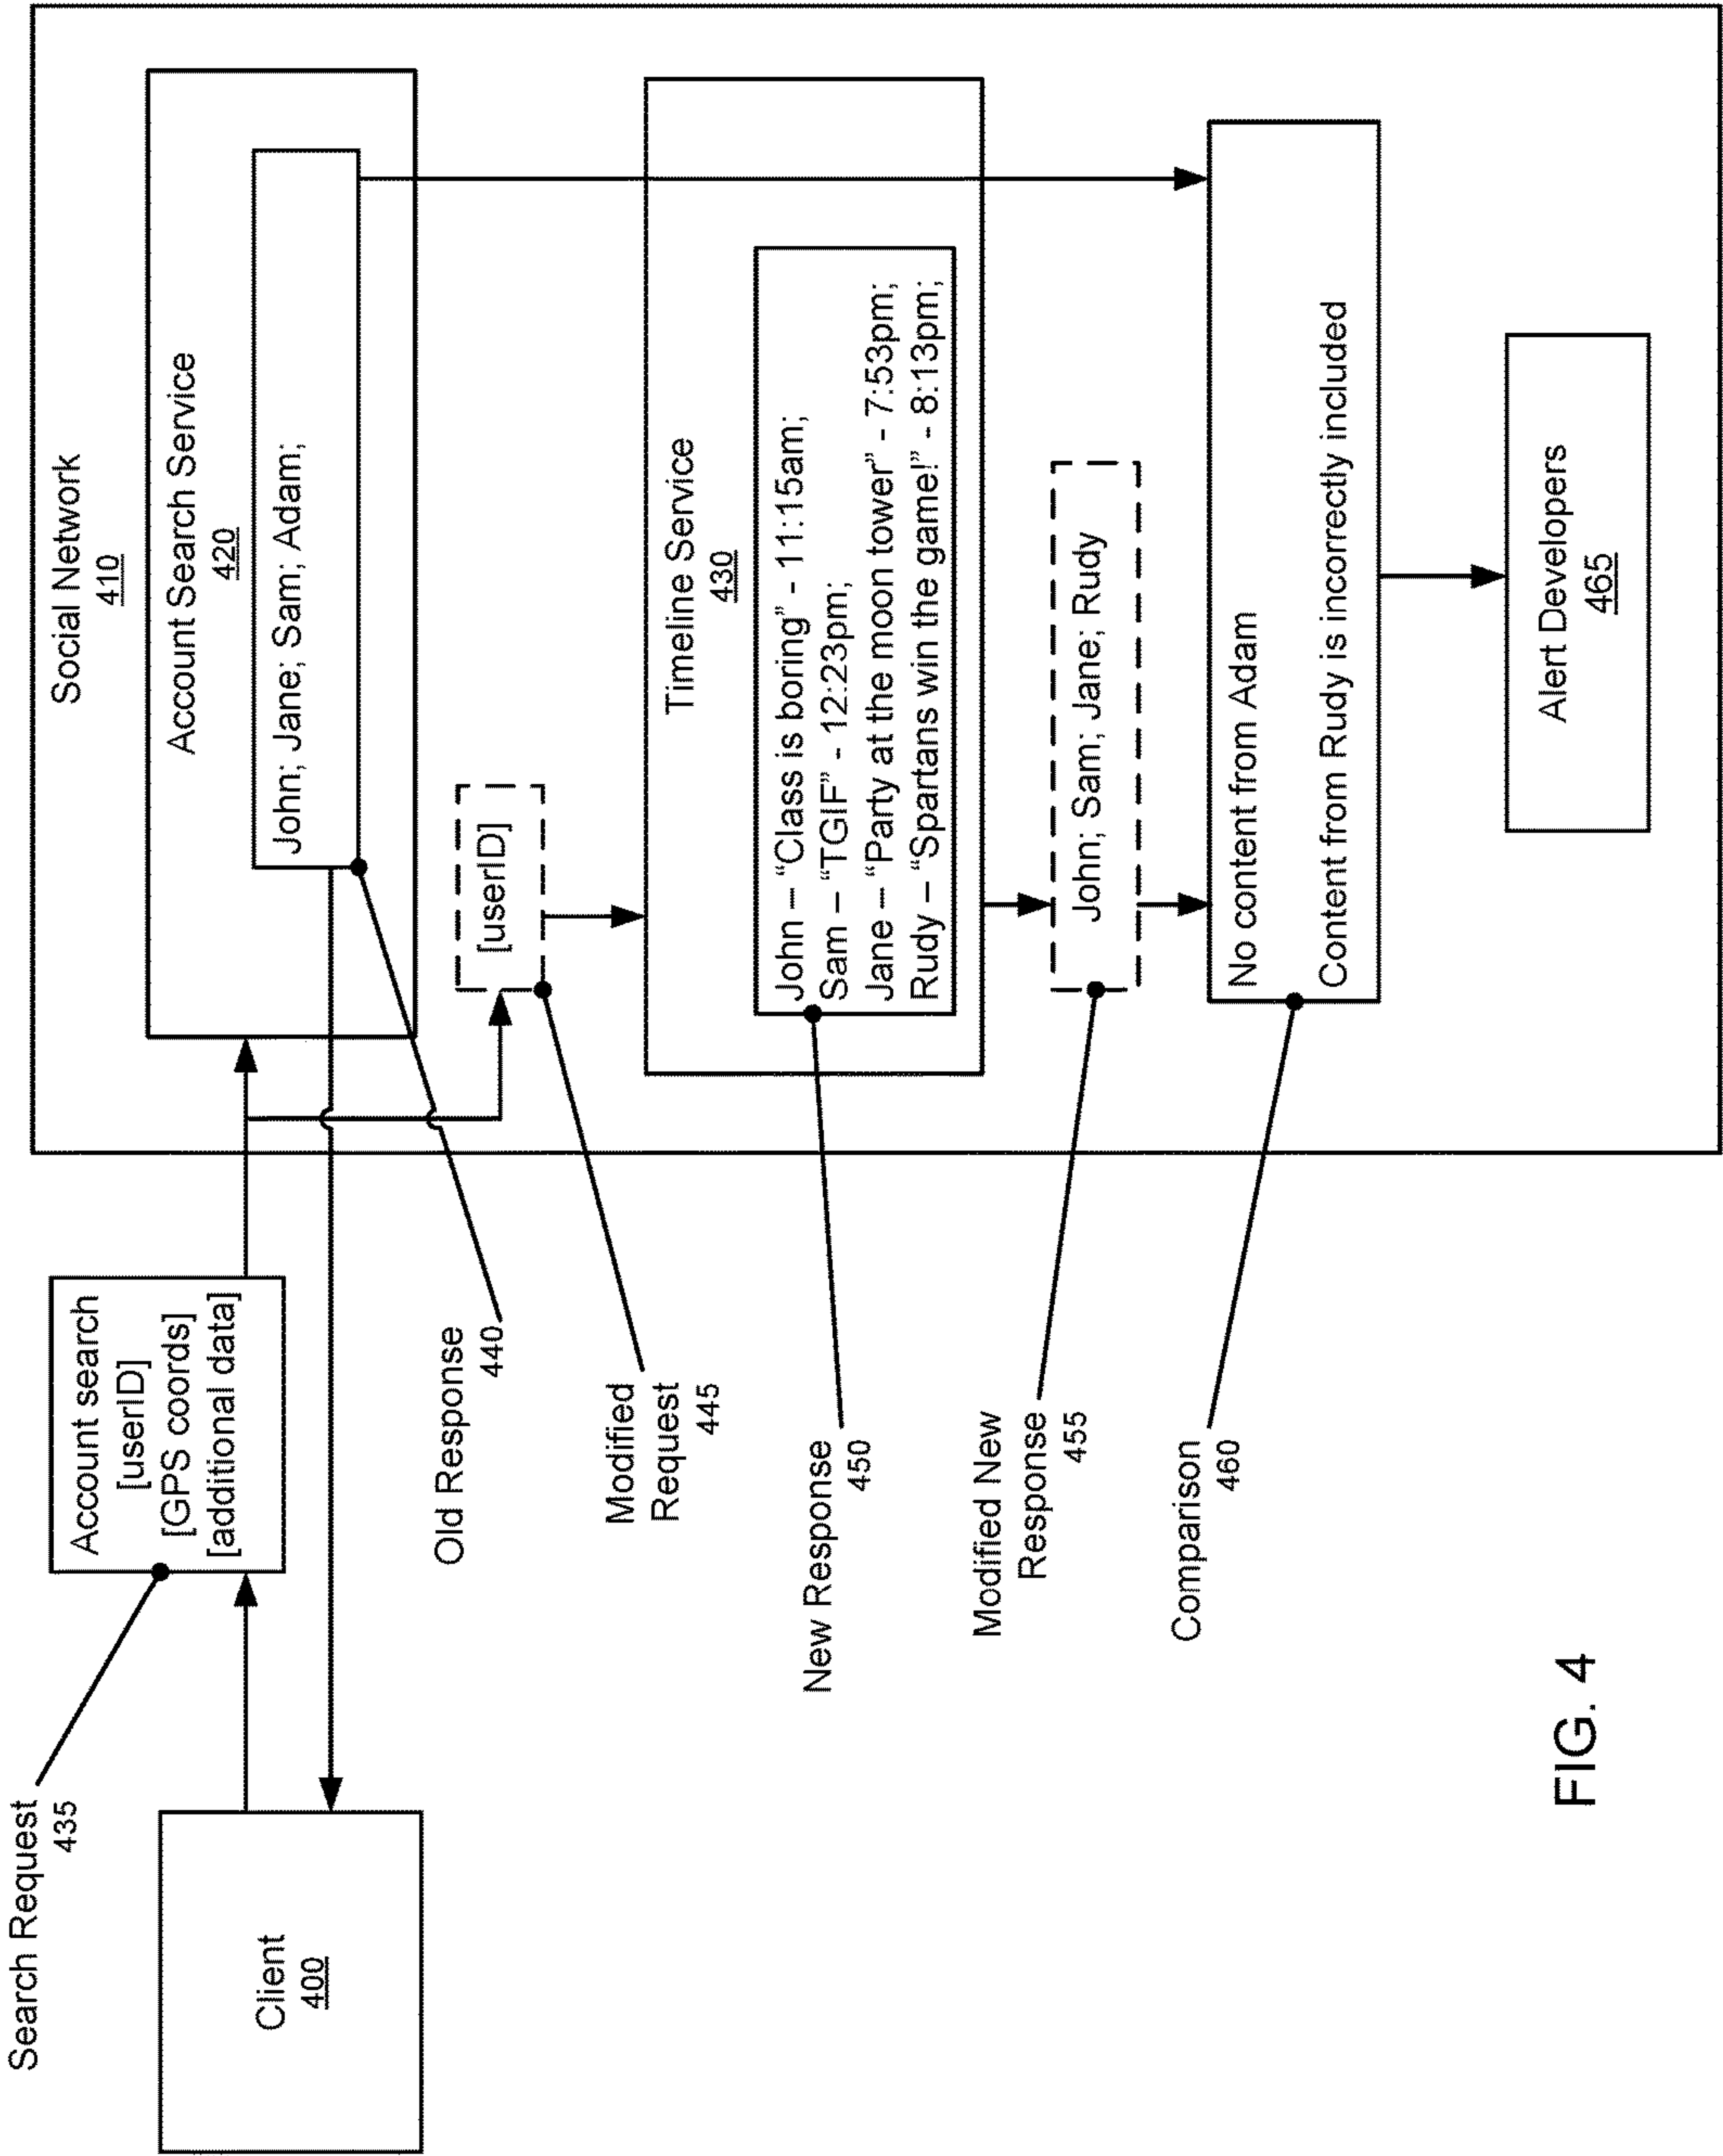 Search Request
435
Client
400
Account search
[userID]
[GPS coords]
[additional data]
Social Network
410
Account Search Service
420
John; Jane; Sam; Adam;
Old Response
440
[userID]
Modified
Request
445
Timeline Service
430
John – “Class is boring” - 11:15am;
Sam – “TGIF” - 12:23pm;
Jane – “Party at the moon tower” - 7:53pm;
Rudy – “Spartans win the game!” - 8:13pm;
New Response
450
John; Sam; Jane; Rudy
Modified New
Response
455
No content from Adam
Content from Rudy is incorrectly included
Comparison
460
Alert Developers
465
FIG. 4